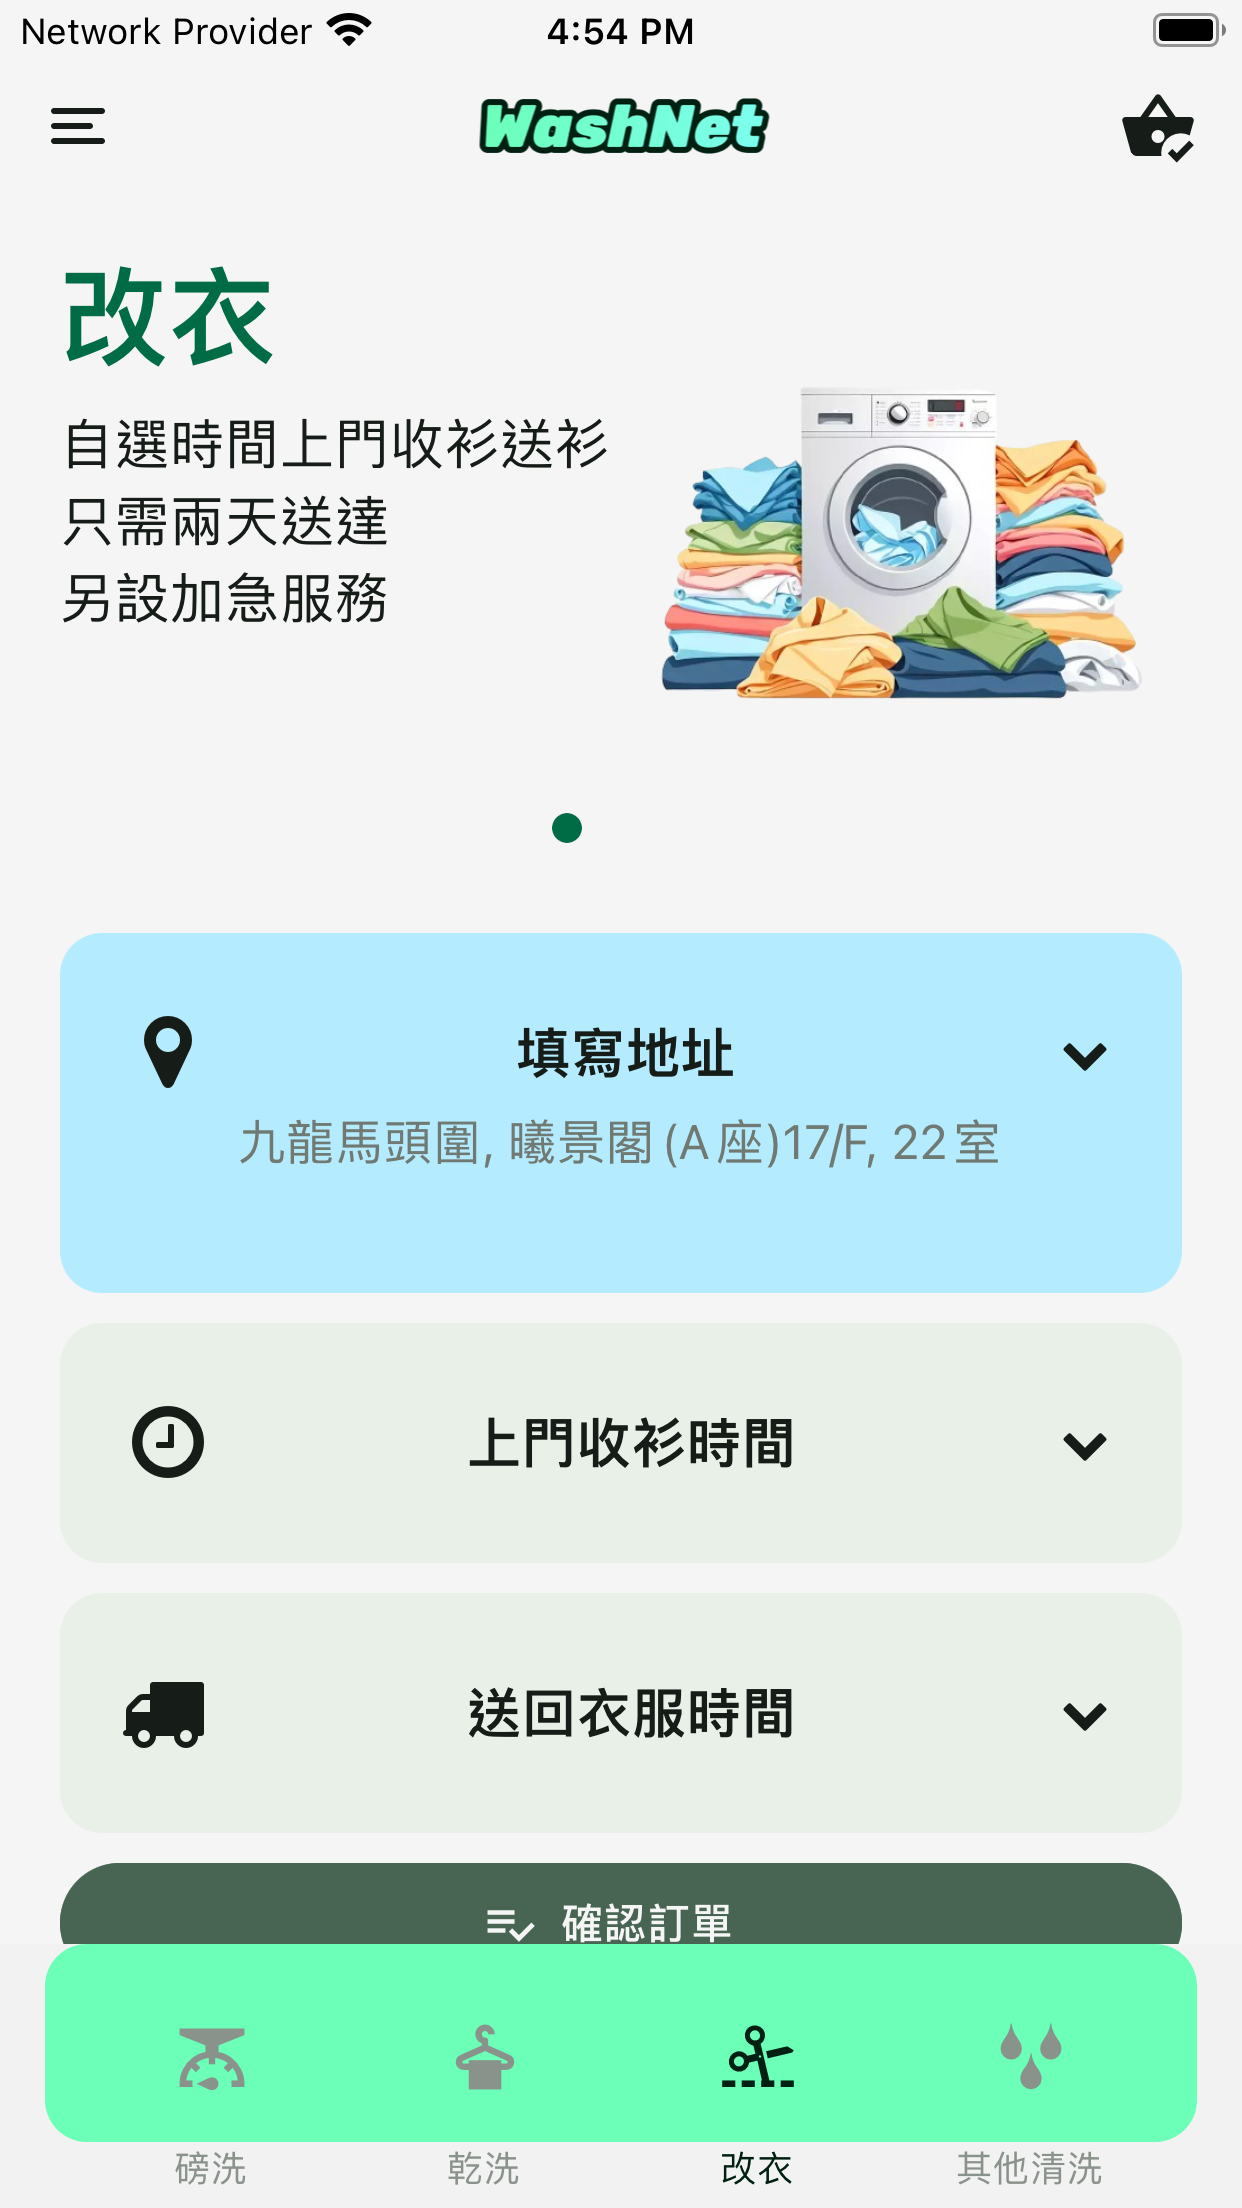 Network Provider
4:54 PM
WashNet
改衣
自選時間上門收衫送衫
只需兩天送達
另設加急服務
填寫地址
九龍馬頭圍, 曦景閣 (A 座)17/F, 22 室
上門收衫時間
送回衣服時間
確認訂單
磅洗
乾洗
改衣
其他清洗